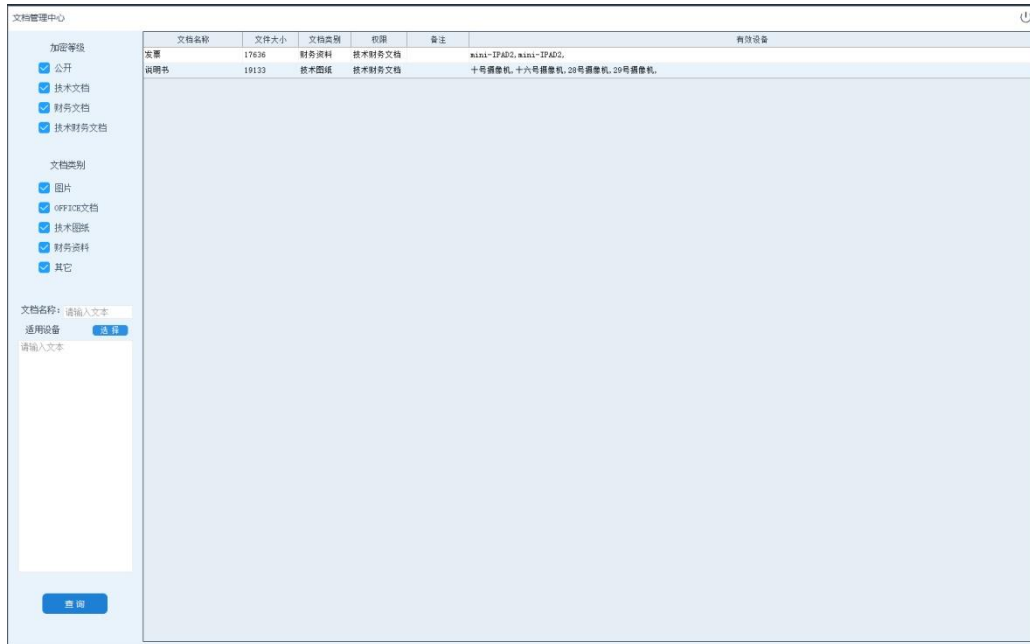 文档管理中心
加密等级
公开
技术文档
财务文档
技术财务文档
文档类别
图片
OFFICE文档
技术图纸
财务资料
其它
文档名称: 请输入文本
适用设备 选择
请输入文本
查询
文档名称 文件大小 文档类别 权限 备注 有效设备
发票 17636 财务资料 技术财务文档 mini-IPAD2,mini-IPAD2,
说明书 19133 技术图纸 技术财务文档 十号摄像机,十六号摄像机,28号摄像机,29号摄像机,